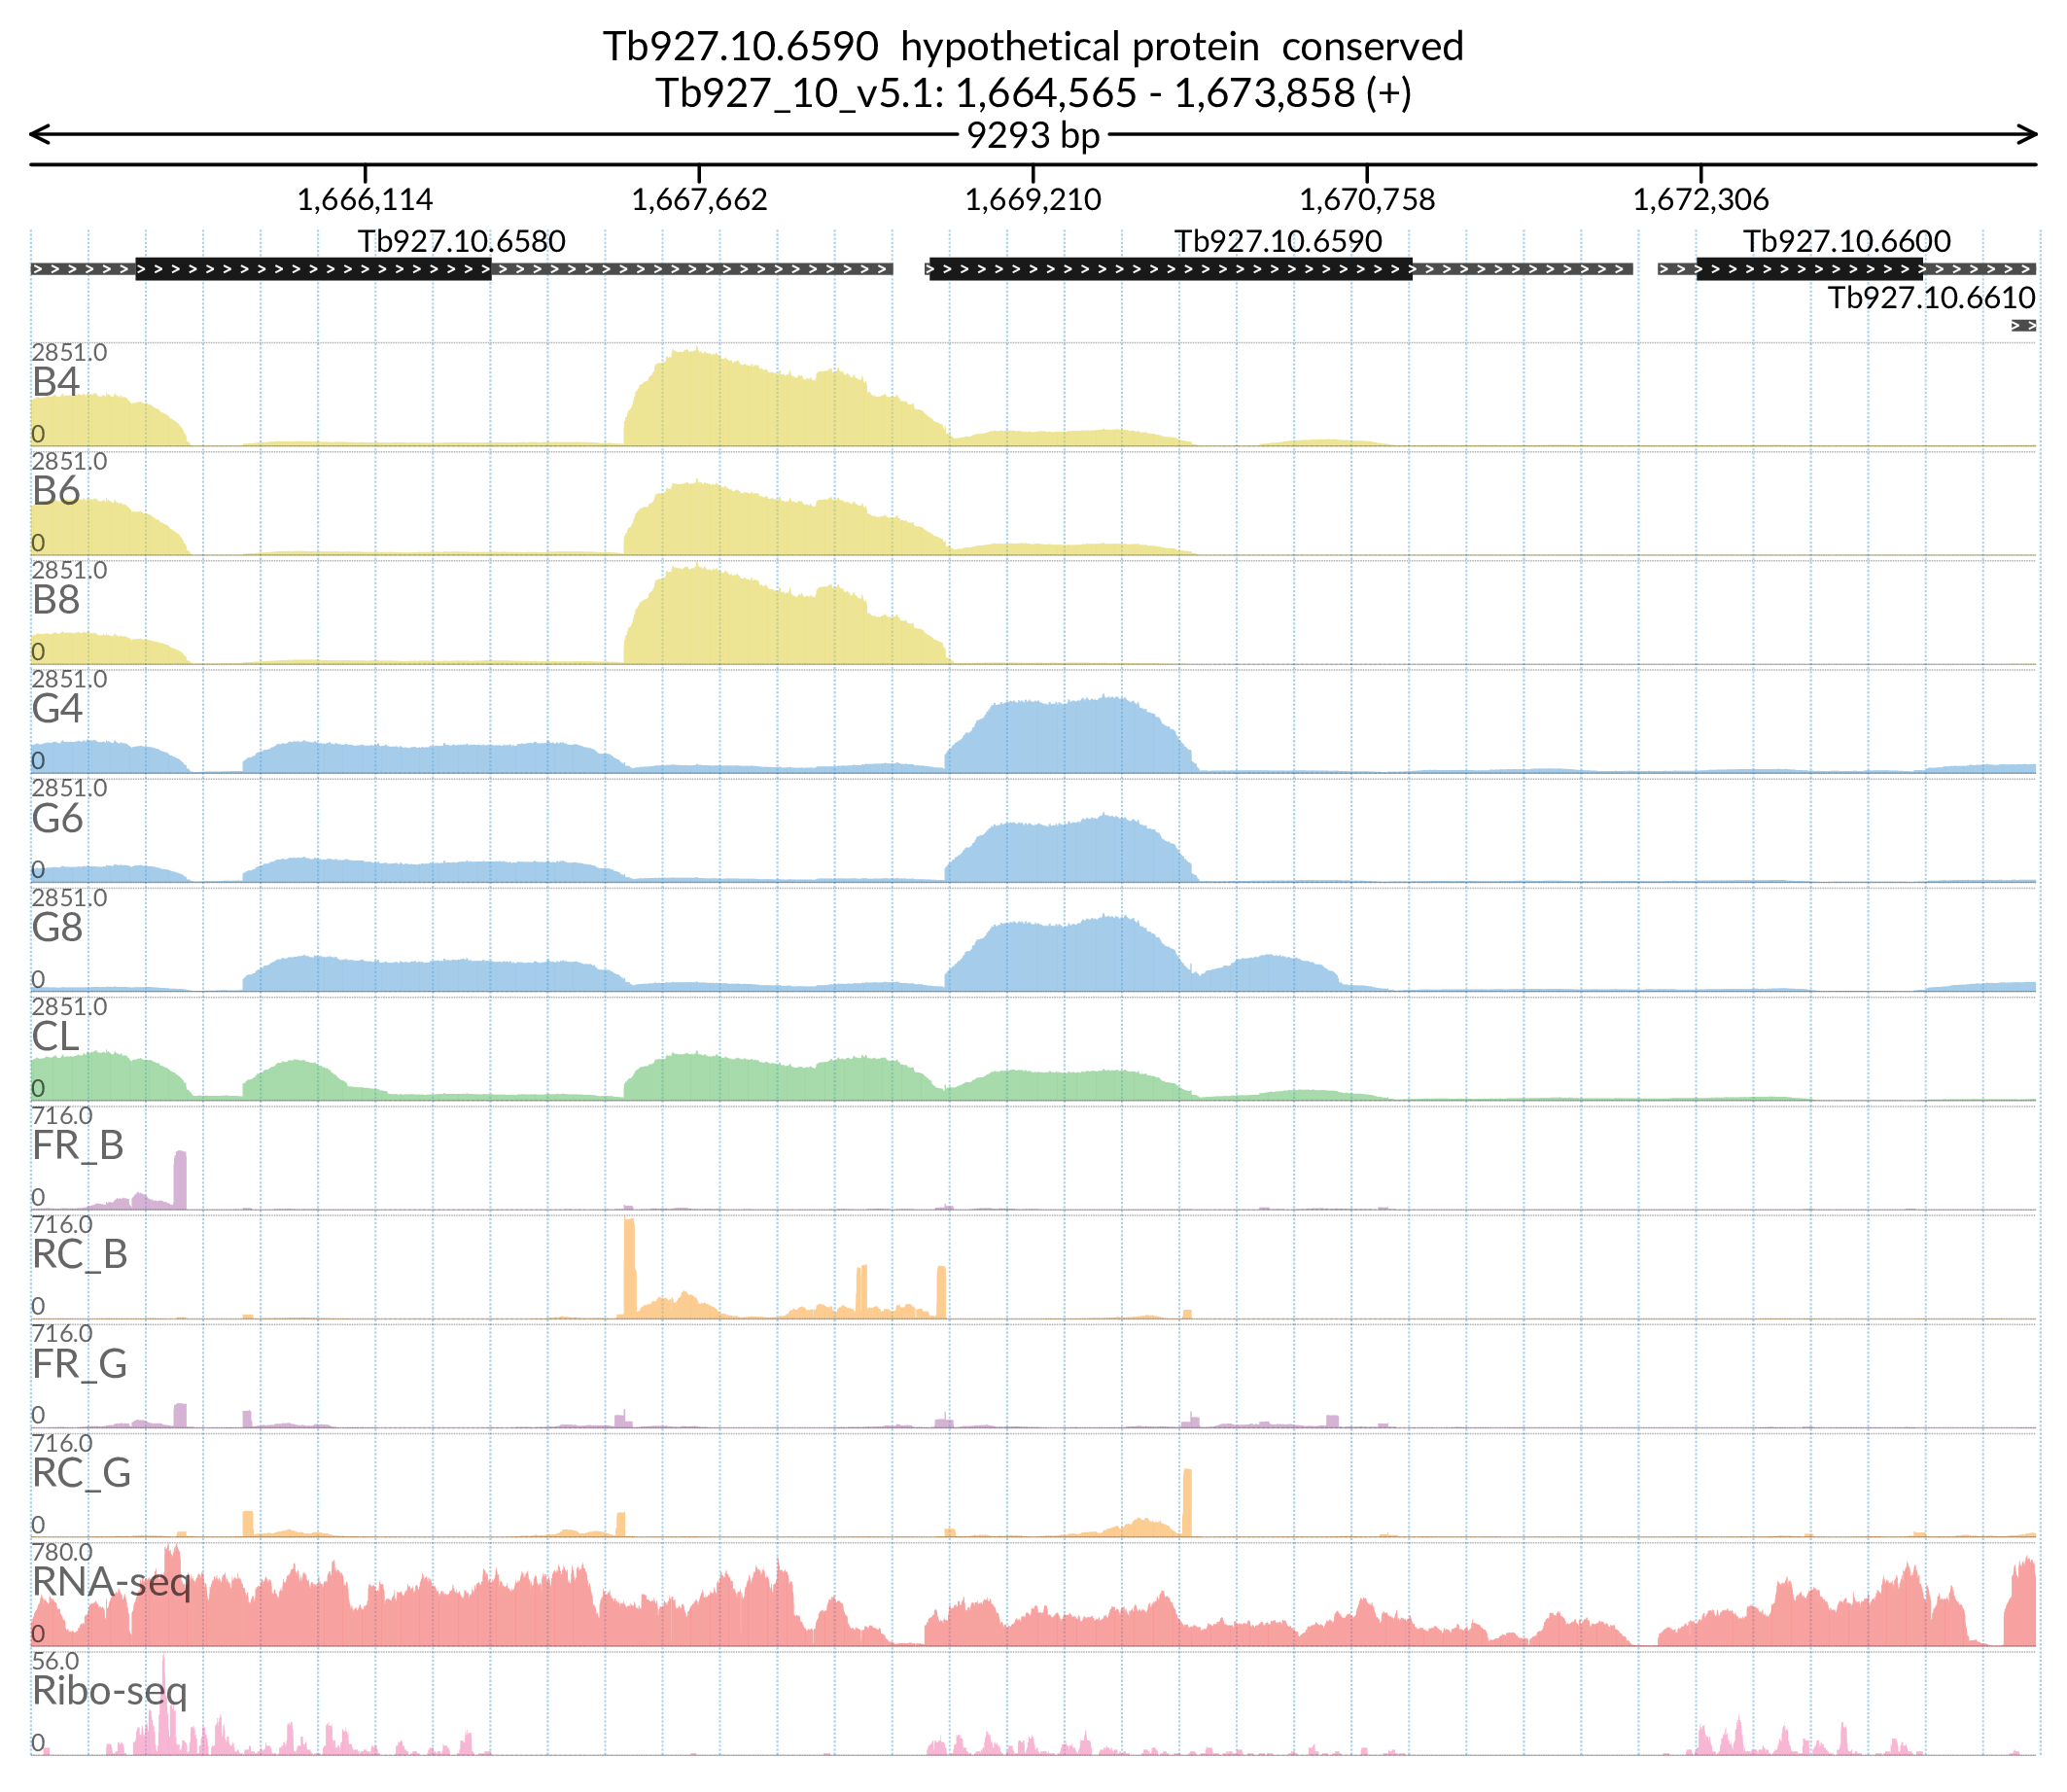 Tb927.10.6590 hypothetical protein conserved
Tb927_10_v5.1: 1,664,565 - 1,673,858 (+)
9293 bp
1,666,114 1,667,662 1,669,210 1,670,758 1,672,306
Tb927.10.6580 Tb927.10.6590 Tb927.10.6600
Tb927.10.6610
2851.0
B4
0
2851.0
B6
0
2851.0
B8
0
2851.0
G4
0
2851.0
G6
0
2851.0
G8
0
2851.0
CL
0
716.0
FR_B
0
716.0
RC_B
0
716.0
FR_G
0
716.0
RC_G
0
780.0
RNA-seq
0
56.0
Ribo-seq
0